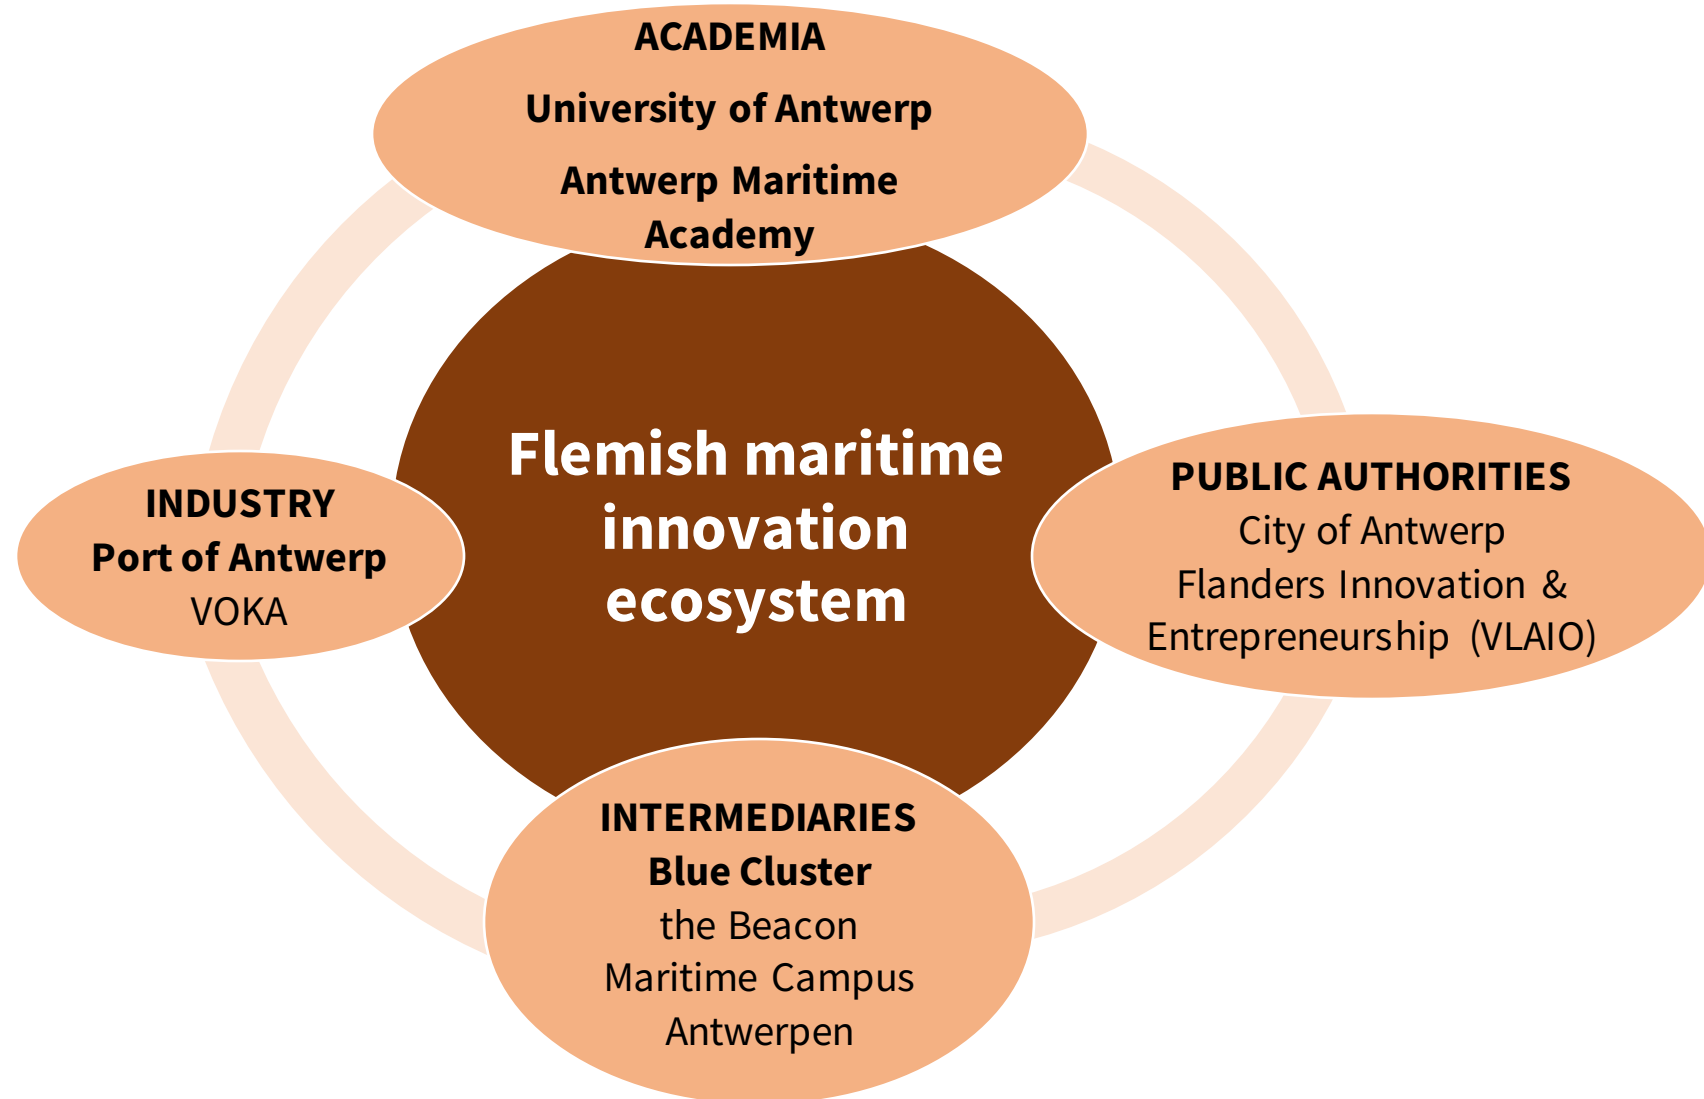 ACADEMIA
University of Antwerp
Antwerp Maritime
Academy
Flemish maritime
innovation
ecosystem
INDUSTRY
Port of Antwerp
VOKA
PUBLIC AUTHORITIES
City of Antwerp
Flanders Innovation &
Entrepreneurship (VLAIO)
INTERMEDIARIES
Blue Cluster
the Beacon
Maritime Campus
Antwerpen